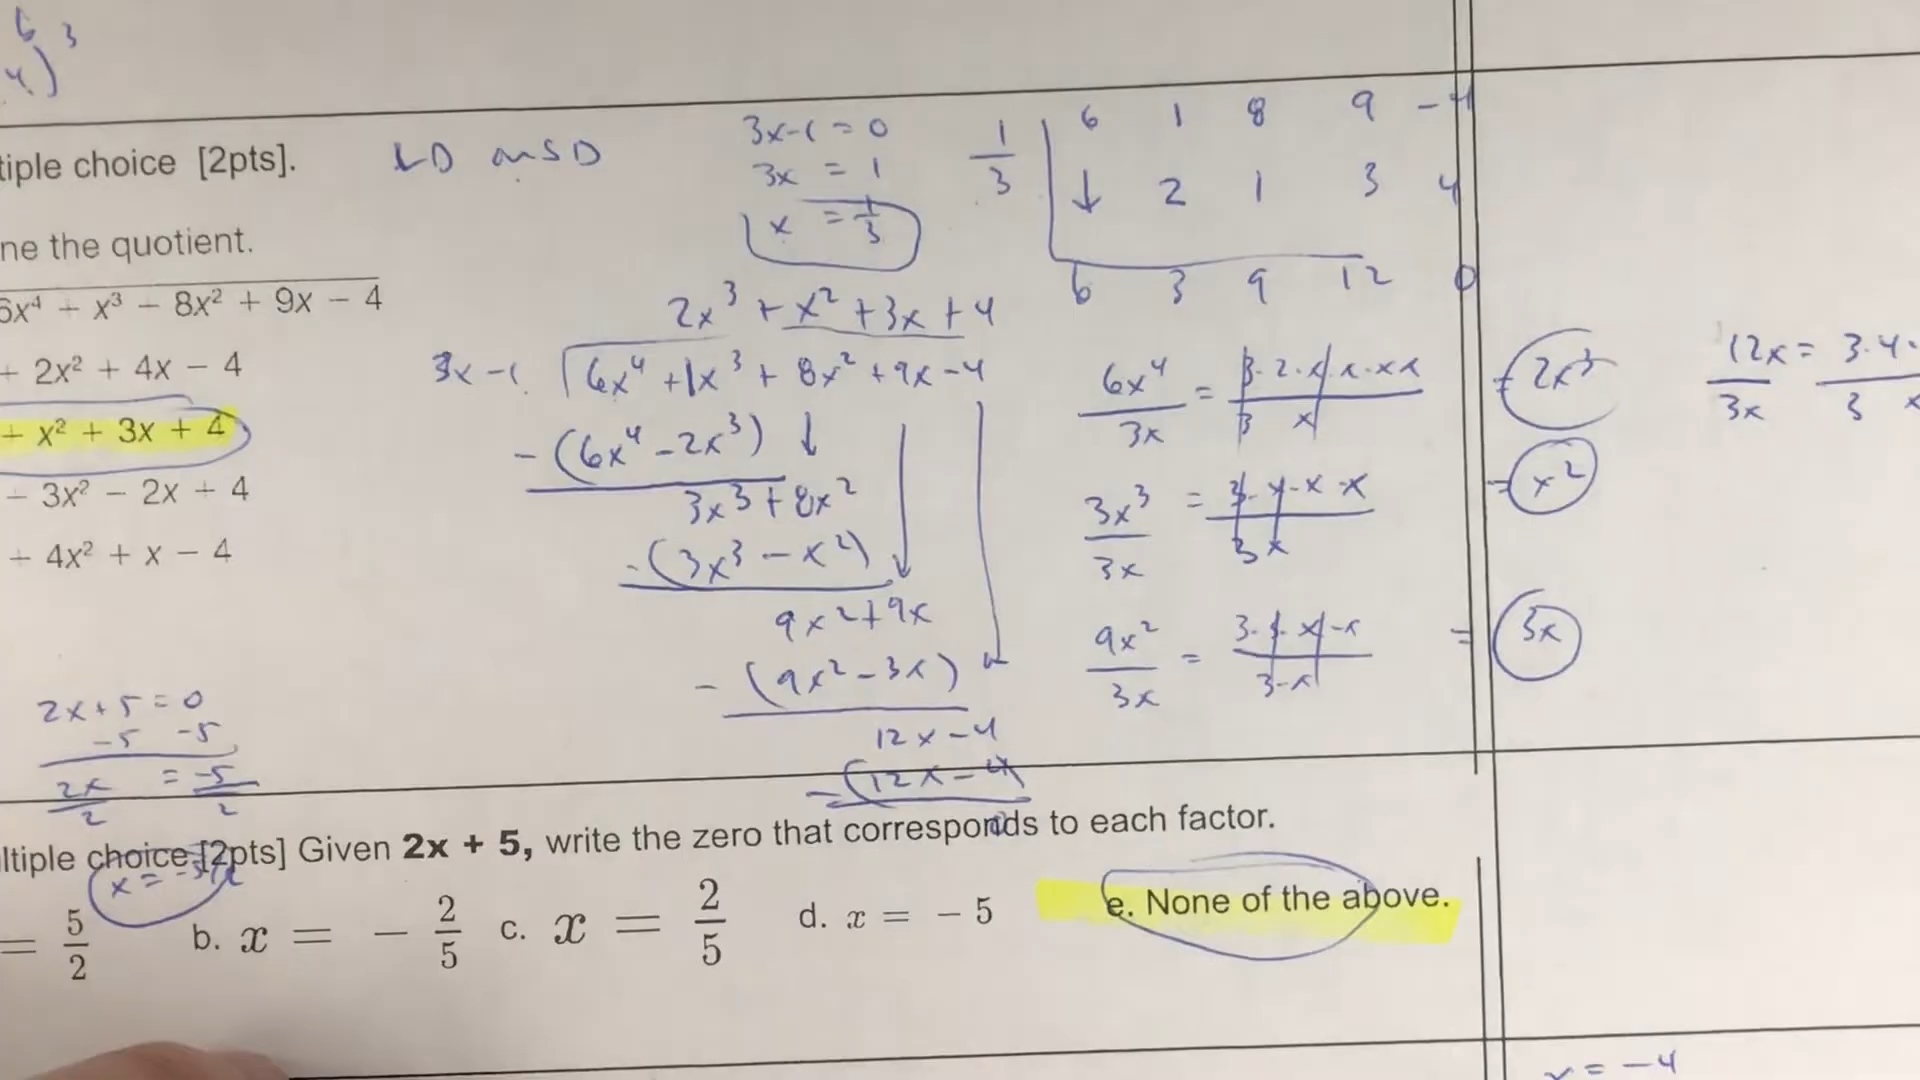 6 3
4)
tiple choice [2pts]. LD or SD
ne the quotient.
6x⁴ + x³ − 8x² + 9x − 4
+ 2x² + 4x − 4
+ x² + 3x + 4
− 3x² − 2x + 4
+ 4x² + x − 4
3x-1 = 0
3x = 1
x = 1/3
1/3 6 1 8 9 -4
↓ 2 1 3 4
6 3 9 12 0
2x³ + x² + 3x + 4
3x-1 6x⁴ + 1x³ + 8x² + 9x - 4
-(6x⁴ - 2x³) ↓
3x³ + 8x²
-(3x³ - x²)
9x² + 9x
-(9x² - 3x)
12x - 4
-(12x - 4)
0
6x⁴/3x = 3·2·x·x·x·x/3 x = 2x³
3x³/3x = 3·x·x·x/3x = x²
9x²/3x = 3·3·x·x/3·x = 3x
12x/3x = 3·4·/3 x
2x+5 = 0
-5 -5
2x/2 = -5/2
x = -5/2
ltiple choice [2pts] Given 2x + 5, write the zero that corresponds to each factor.
= 5/2 b. x = − 2/5 c. x = 2/5 d. x = − 5 e. None of the above.
= -4